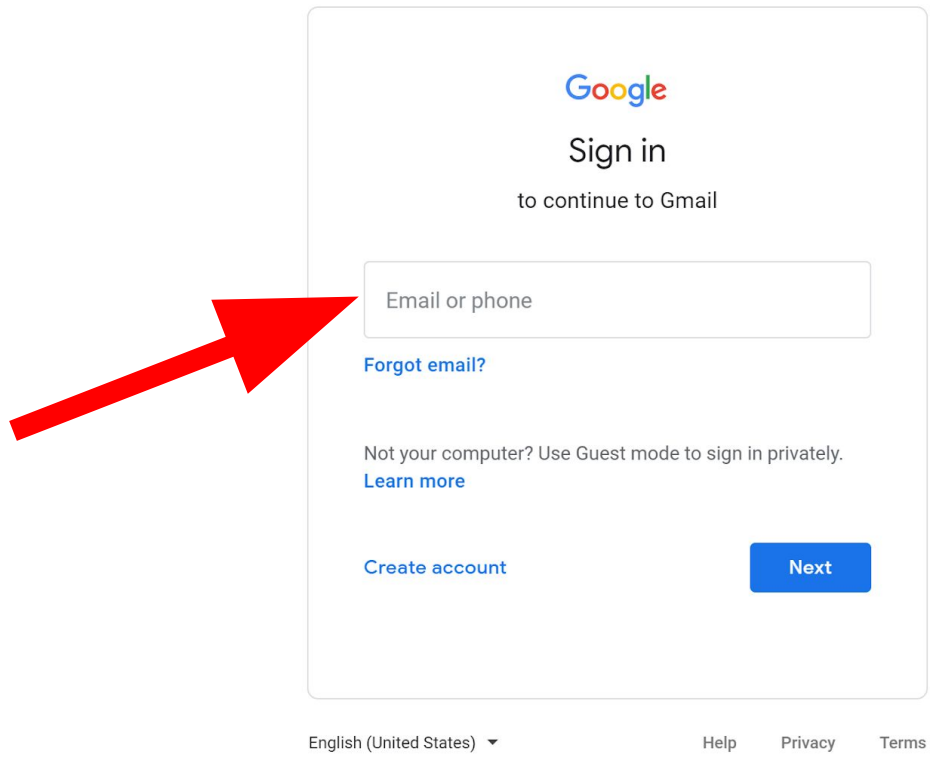 Google
Sign in
to continue to Gmail
Email or phone
Forgot email?
Not your computer? Use Guest mode to sign in privately.
Learn more
Create account
Next
English (United States)
Help
Privacy
Terms